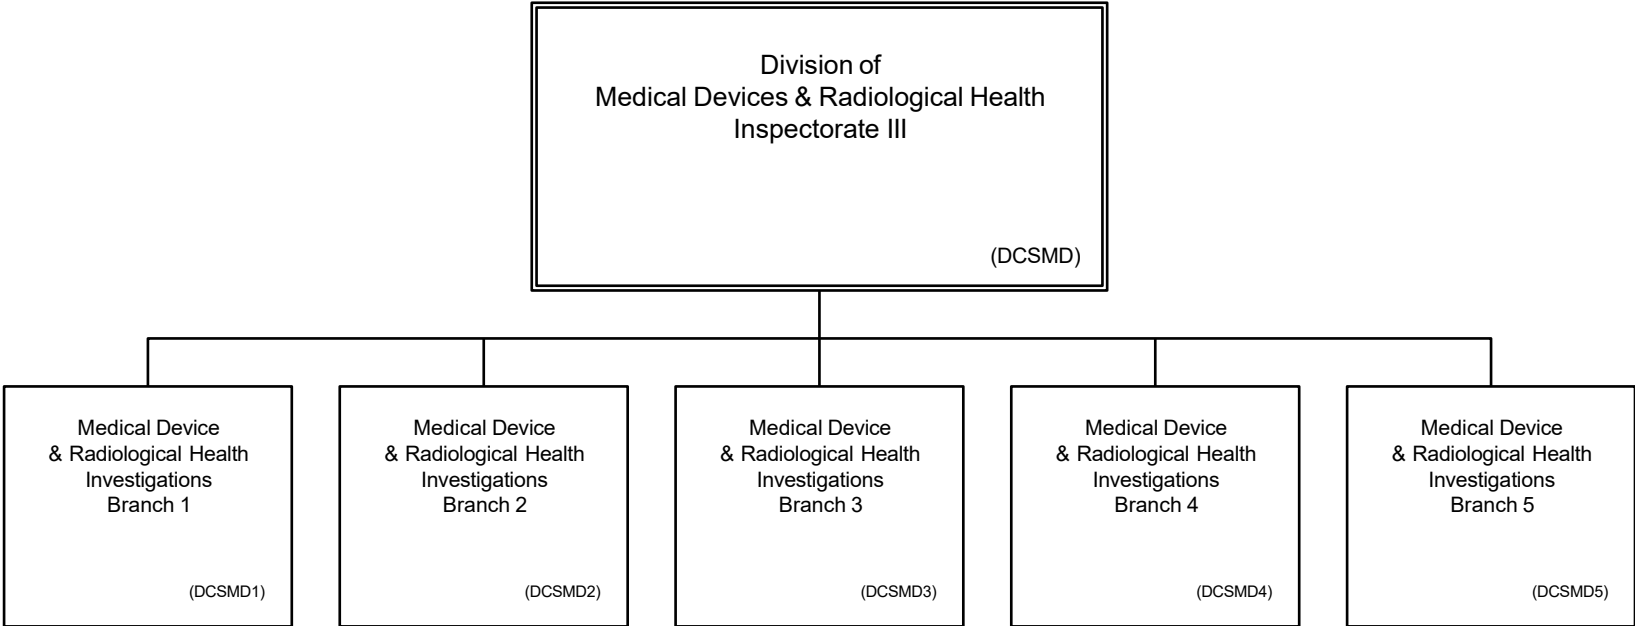 Division of
Medical Devices & Radiological Health
Inspectorate III
(DCSMD)
Medical Device
& Radiological Health
Investigations
Branch 1
(DCSMD1)
Medical Device
& Radiological Health
Investigations
Branch 2
(DCSMD2)
Medical Device
& Radiological Health
Investigations
Branch 3
(DCSMD3)
Medical Device
& Radiological Health
Investigations
Branch 4
(DCSMD4)
Medical Device
& Radiological Health
Investigations
Branch 5
(DCSMD5)